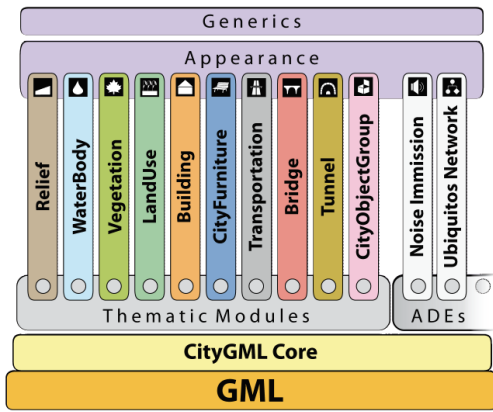 Generics
Appearance
Relief
WaterBody
Vegetation
LandUse
Building
CityFurniture
Transportation
Bridge
Tunnel
CityObjectGroup
Noise Immission
Ubiquitos Network
Thematic Modules
ADEs
CityGML Core
GML